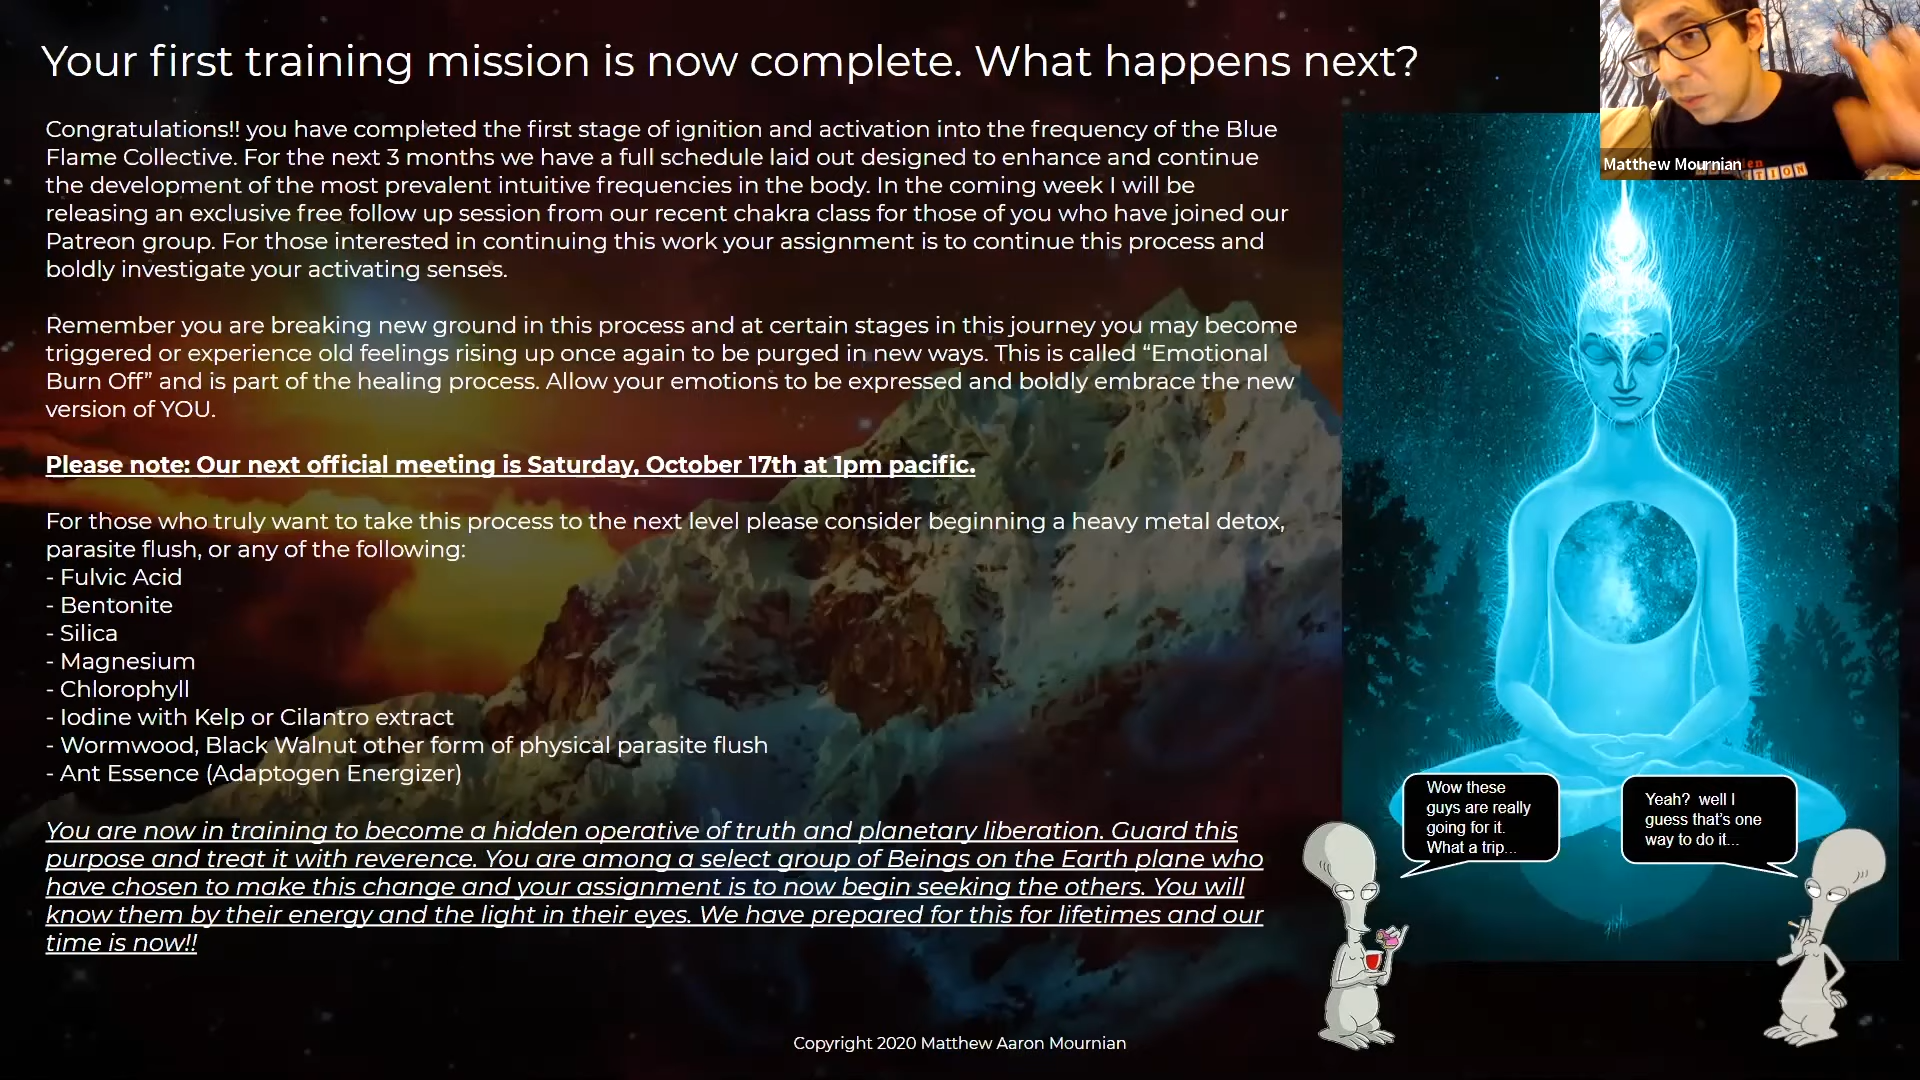 Your first training mission is now complete. What happens next?
Congratulations!! you have completed the first stage of ignition and activation into the frequency of the Blue
Flame Collective. For the next 3 months we have a full schedule laid out designed to enhance and continue
the development of the most prevalent intuitive frequencies in the body. In the coming week I will be
releasing an exclusive free follow up session from our recent chakra class for those of you who have joined our
Patreon group. For those interested in continuing this work your assignment is to continue this process and
boldly investigate your activating senses.
Remember you are breaking new ground in this process and at certain stages in this journey you may become
triggered or experience old feelings rising up once again to be purged in new ways. This is called “Emotional
Burn Off” and is part of the healing process. Allow your emotions to be expressed and boldly embrace the new
version of YOU.
Please note: Our next official meeting is Saturday, October 17th at 1pm pacific.
For those who truly want to take this process to the next level please consider beginning a heavy metal detox,
parasite flush, or any of the following:
- Fulvic Acid
- Bentonite
- Silica
- Magnesium
- Chlorophyll
- Iodine with Kelp or Cilantro extract
- Wormwood, Black Walnut other form of physical parasite flush
- Ant Essence (Adaptogen Energizer)
You are now in training to become a hidden operative of truth and planetary liberation. Guard this
purpose and treat it with reverence. You are among a select group of Beings on the Earth plane who
have chosen to make this change and your assignment is to now begin seeking the others. You will
know them by their energy and the light in their eyes. We have prepared for this for lifetimes and our
time is now!!
Matthew Mournian
Wow these
guys are really
going for it.
What a trip...
Yeah? well I
guess that's one
way to do it...
Copyright 2020 Matthew Aaron Mournian